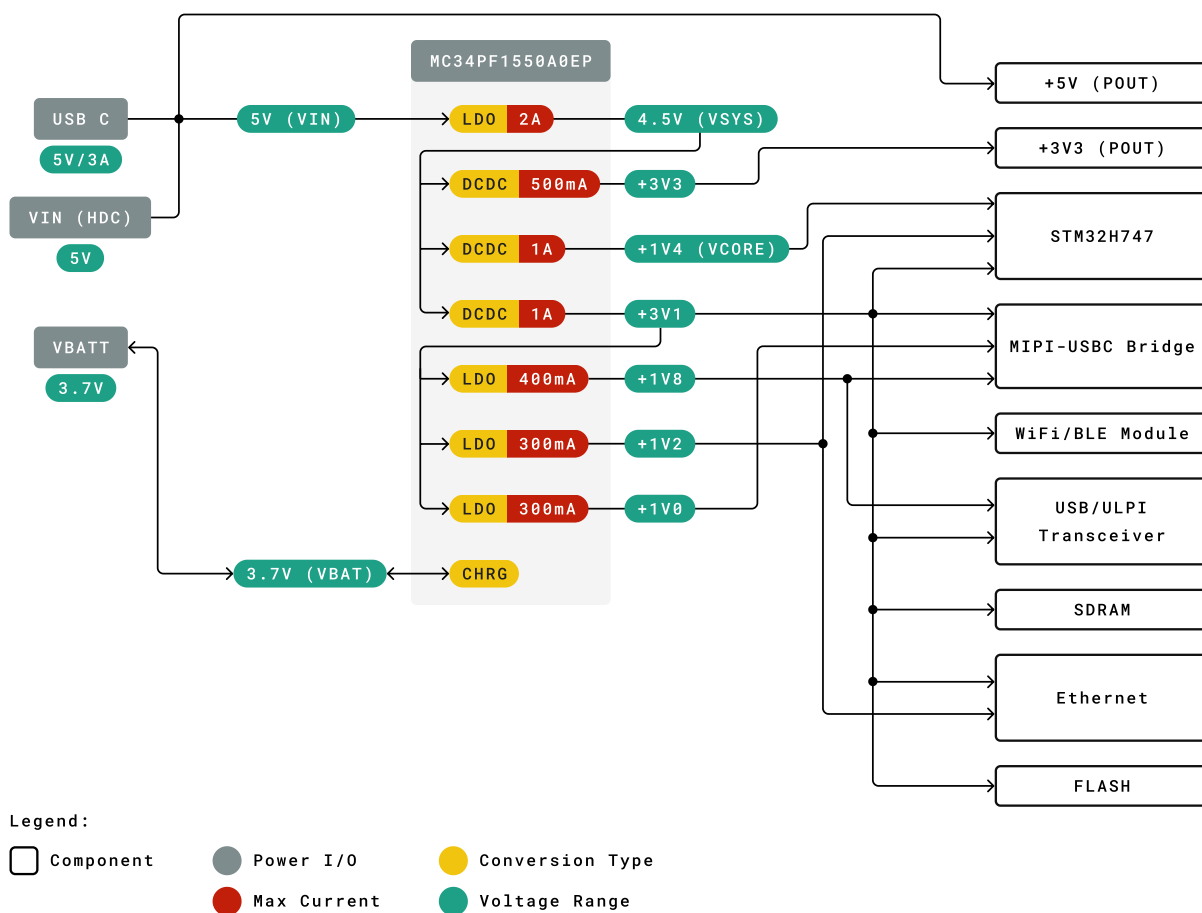 MC34PF1550A0EP
+5V (POUT)
USB C
5V (VIN)
LDO 2A
4.5V (VSYS)
5V/3A
+3V3 (POUT)
DCDC 500mA
+3V3
VIN (HDC)
STM32H747
DCDC 1A
+1V4 (VCORE)
5V
DCDC 1A
+3V1
VBATT
MIPI-USBC Bridge
3.7V
LDO 400mA
+1V8
WiFi/BLE Module
LDO 300mA
+1V2
LDO 300mA
+1V0
USB/ULPI
Transceiver
3.7V (VBAT)
CHRG
SDRAM
Ethernet
FLASH
Legend:
Component
Power I/O
Conversion Type
Max Current
Voltage Range